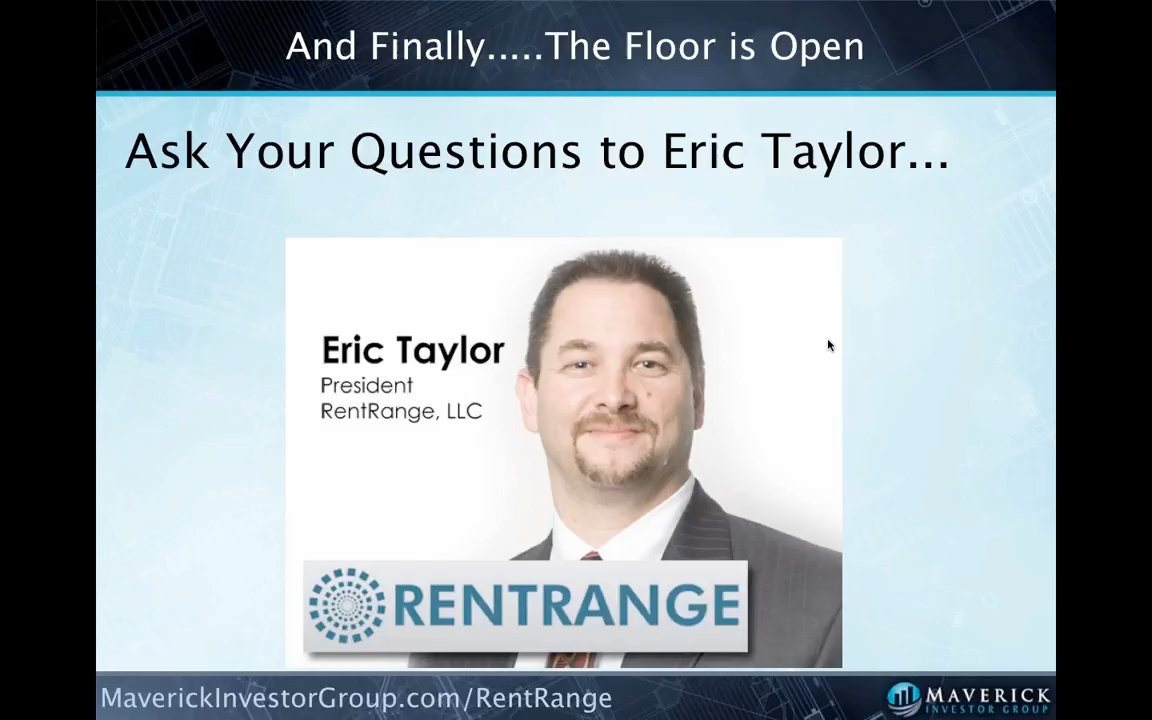 And Finally.....The Floor is Open
Ask Your Questions to Eric Taylor...
Eric Taylor
President
RentRange, LLC
RENTRANGE
MaverickInvestorGroup.com/RentRange
MAVERICK
INVESTOR GROUP